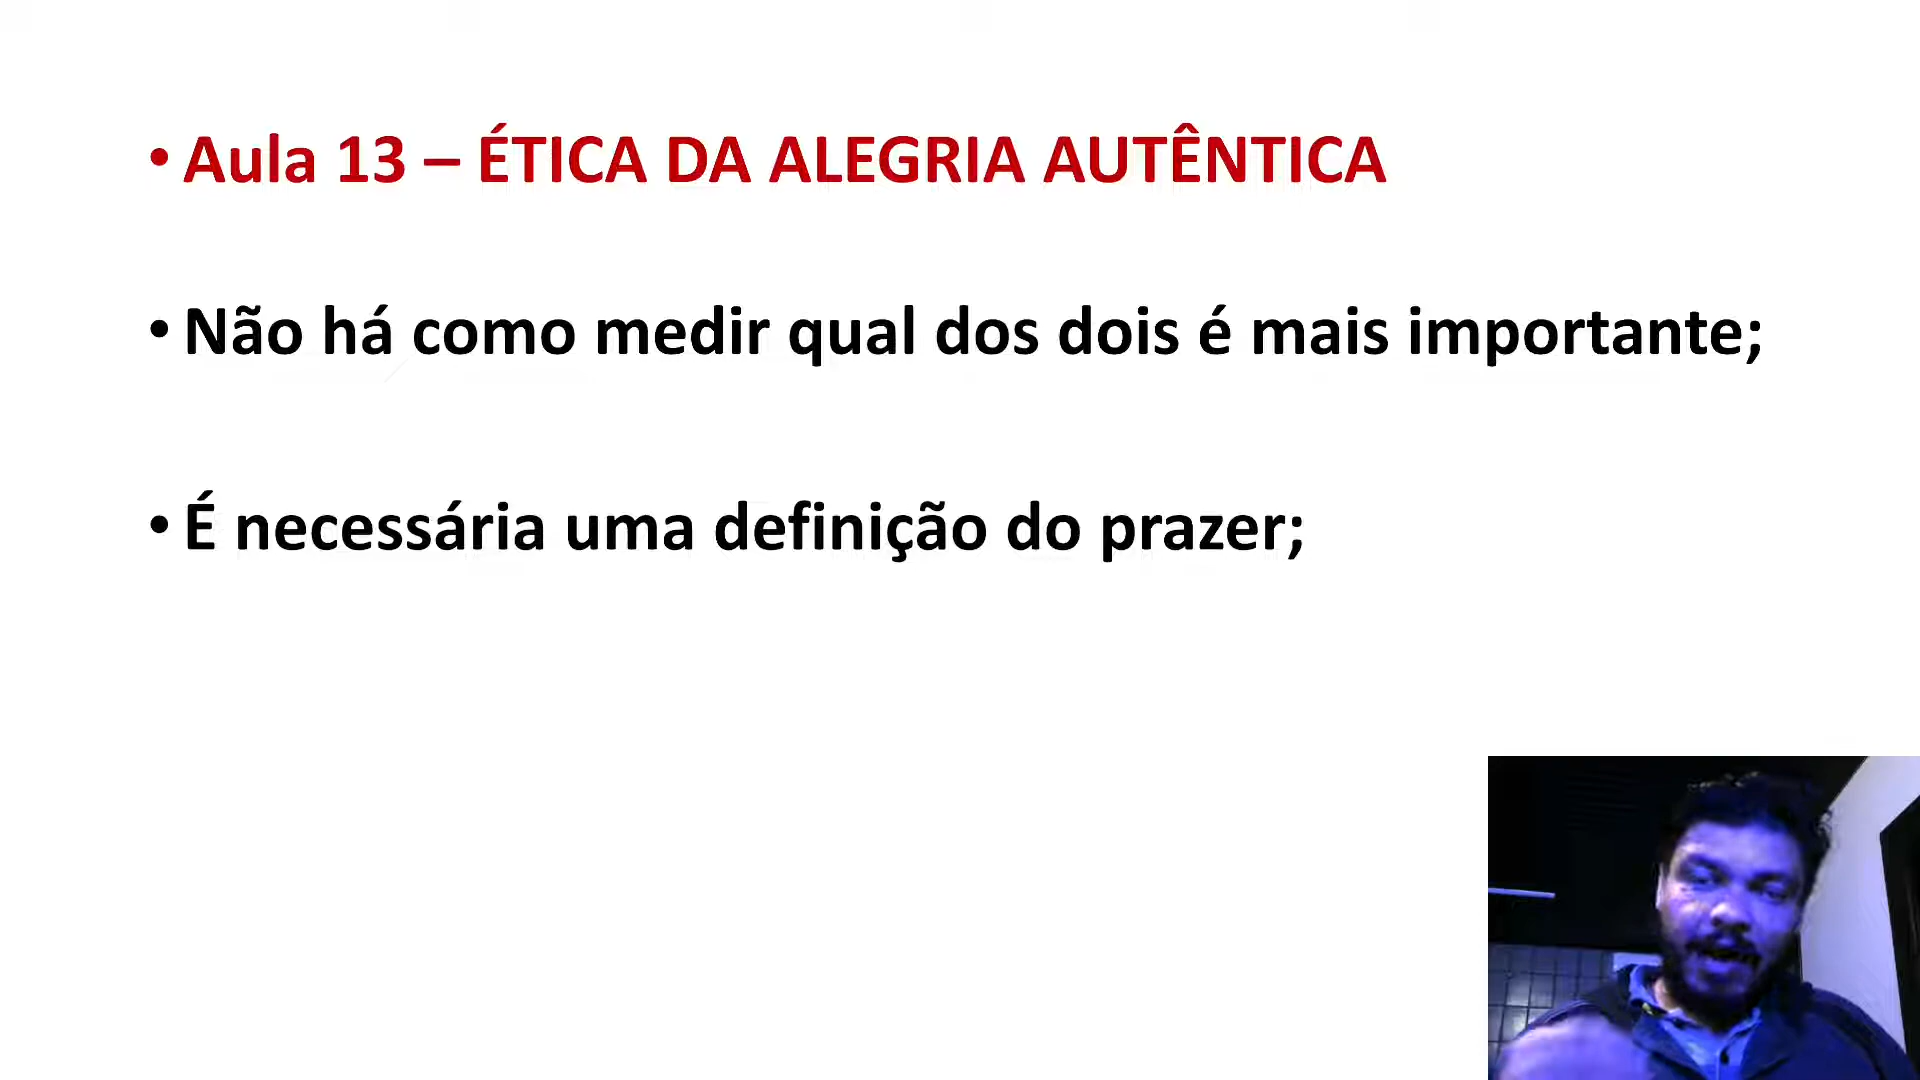 • Aula 13 – ÉTICA DA ALEGRIA AUTÊNTICA
• Não há como medir qual dos dois é mais importante;
• É necessária uma definição do prazer;